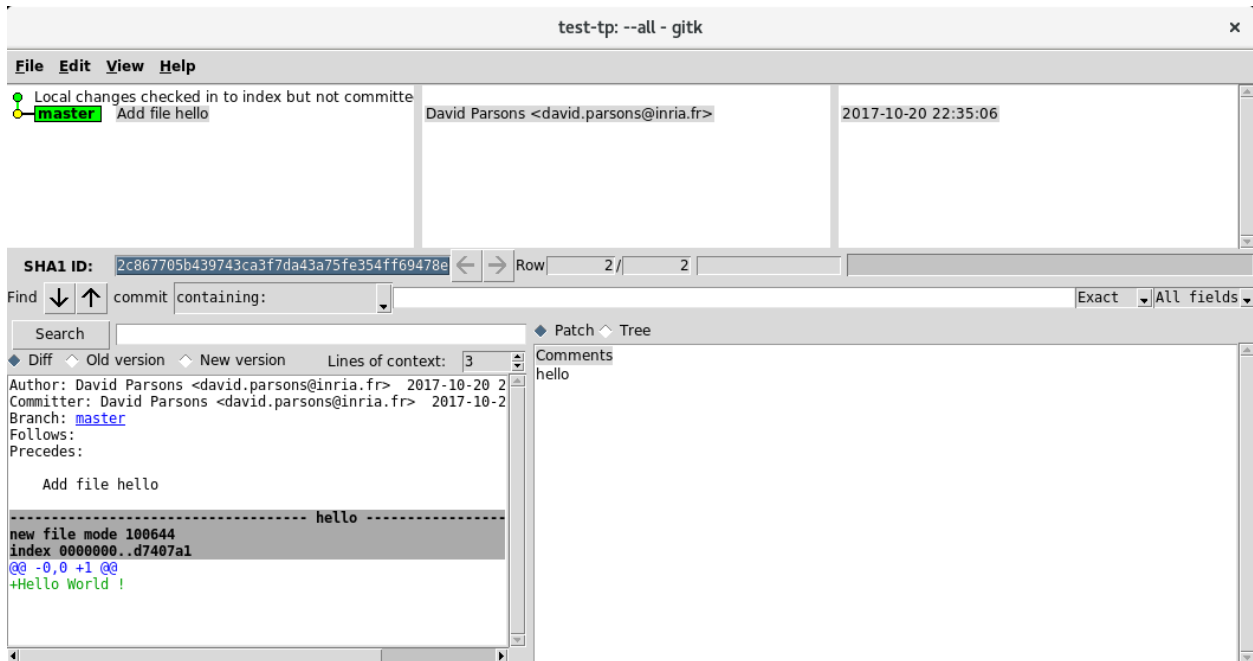 test-tp: --all - gitk
File Edit View Help
Local changes checked in to index but not committe
master Add file hello David Parsons <david.parsons@inria.fr> 2017-10-20 22:35:06
SHA1 ID: 2c867705b439743ca3f7da43a75fe354ff69478e Row 2/ 2
Find commit containing: Exact All fields
Search
Patch Tree
Diff Old version New version Lines of context: 3
Comments
hello
Author: David Parsons <david.parsons@inria.fr> 2017-10-20 2
Committer: David Parsons <david.parsons@inria.fr> 2017-10-2
Branch: master
Follows:
Precedes:
Add file hello
----------------------------------- hello -----------------
new file mode 100644
index 0000000..d7407a1
@@ -0,0 +1 @@
+Hello World !